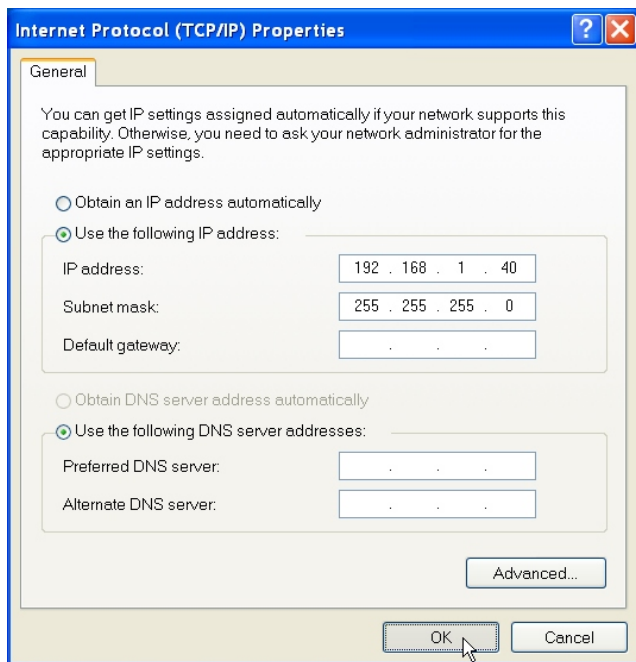 Internet Protocol (TCP/IP) Properties
General
You can get IP settings assigned automatically if your network supports this
capability. Otherwise, you need to ask your network administrator for the
appropriate IP settings.
Obtain an IP address automatically
Use the following IP address:
IP address: 192 . 168 . 1 . 40
Subnet mask: 255 . 255 . 255 . 0
Default gateway: . . .
Obtain DNS server address automatically
Use the following DNS server addresses:
Preferred DNS server: . . .
Alternate DNS server: . . .
Advanced...
OK Cancel